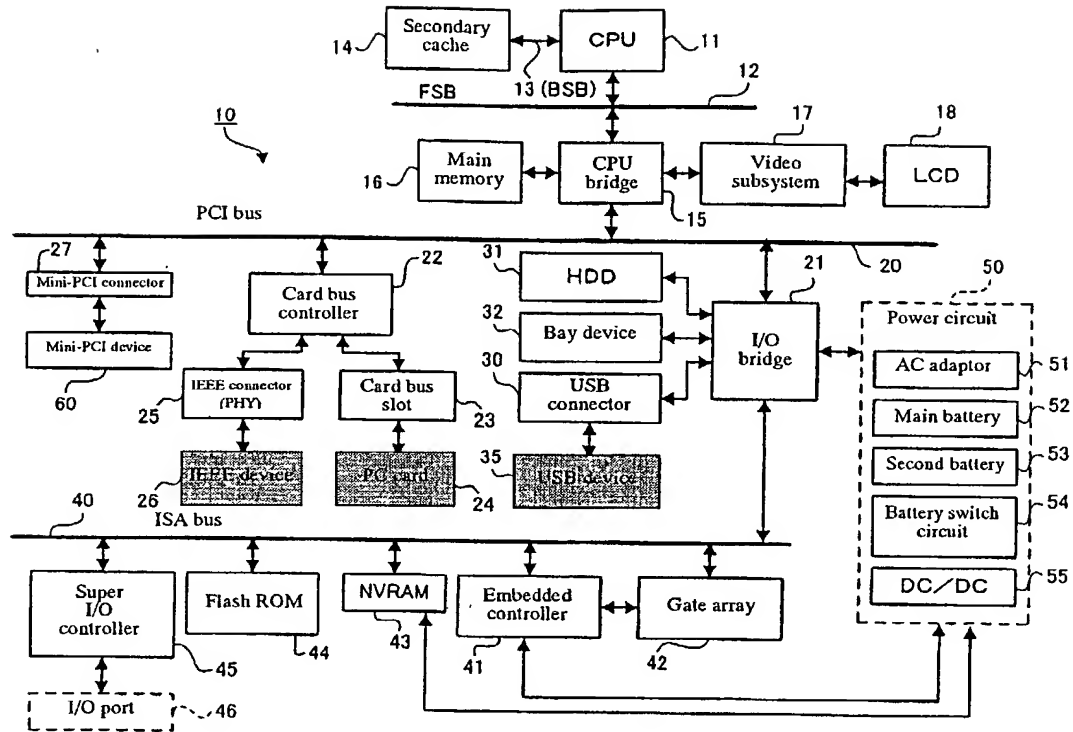 Secondary
cache
14
CPU
11
13 (BSB)
FSB
12
10
17
18
Main
memory
16
CPU
bridge
15
Video
subsystem
LCD
PCI bus
20
27
Mini-PCI connector
Mini-PCI device
60
22
Card bus
controller
31
HDD
21
32
Bay device
I/O
bridge
30
USB
connector
IEEE connector
(PHY)
25
Card bus
slot
23
IEEE device
26
PC card
24
35
USB device
50
Power circuit
AC adaptor
51
Main battery
52
Second battery
53
Battery switch
circuit
54
DC/DC
55
40
ISA bus
Super
I/O
controller
45
Flash ROM
44
NVRAM
43
Embedded
controller
41
Gate array
42
I/O port
46